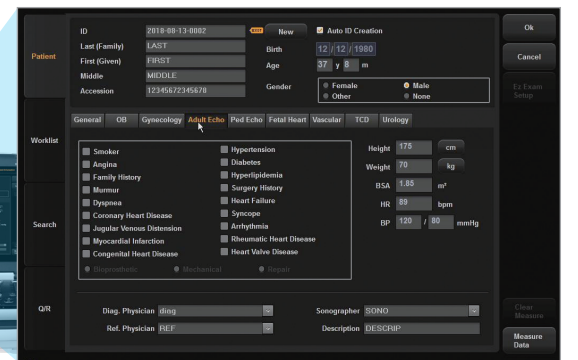 Patient
Worklist
Search
Q/R
ID 2018-08-13-0002 New Auto ID Creation
Last (Family) LAST Birth 12/12/1980
First (Given) FIRST Age 37 y 8 m
Middle MIDDLE
Accession 12345672345678 Gender Female Male
Other None
General OB Gynecology Adult Echo Ped Echo Fetal Heart Vascular TCD Urology
Smoker Hypertension
Angina Diabetes
Family History Hyperlipidemia
Murmur Surgery History
Dyspnea Heart Failure
Coronary Heart Disease Syncope
Jugular Venous Distension Arrhythmia
Myocardial Infarction Rheumatic Heart Disease
Congenital Heart Disease Heart Valve Disease
Bioprosthetic Mechanical Repair
Height 175 cm
Weight 70 kg
BSA 1.85 m²
HR 89 bpm
BP 120 / 80 mmHg
Diag. Physician diog Sonographer SONO
Ref. Physician REF Description DESCRIP
Ok
Cancel
Ez Exam
Setup
Clear
Measure
Measure
Data